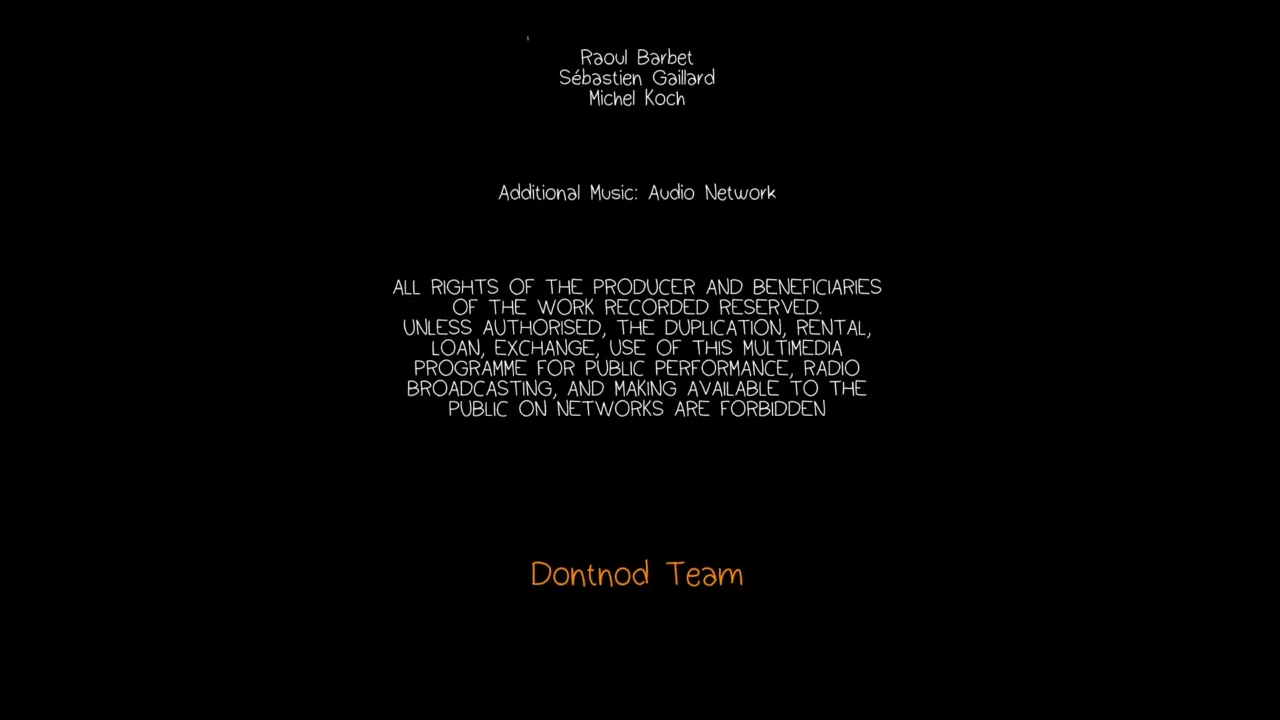 Raoul Barbet
Sébastien Gaillard
Michel Koch
Additional Music: Audio Network
ALL RIGHTS OF THE PRODUCER AND BENEFICIARIES
OF THE WORK RECORDED RESERVED.
UNLESS AUTHORISED, THE DUPLICATION, RENTAL,
LOAN, EXCHANGE, USE OF THIS MULTIMEDIA
PROGRAMME FOR PUBLIC PERFORMANCE, RADIO
BROADCASTING, AND MAKING AVAILABLE TO THE
PUBLIC ON NETWORKS ARE FORBIDDEN
Dontnod Team